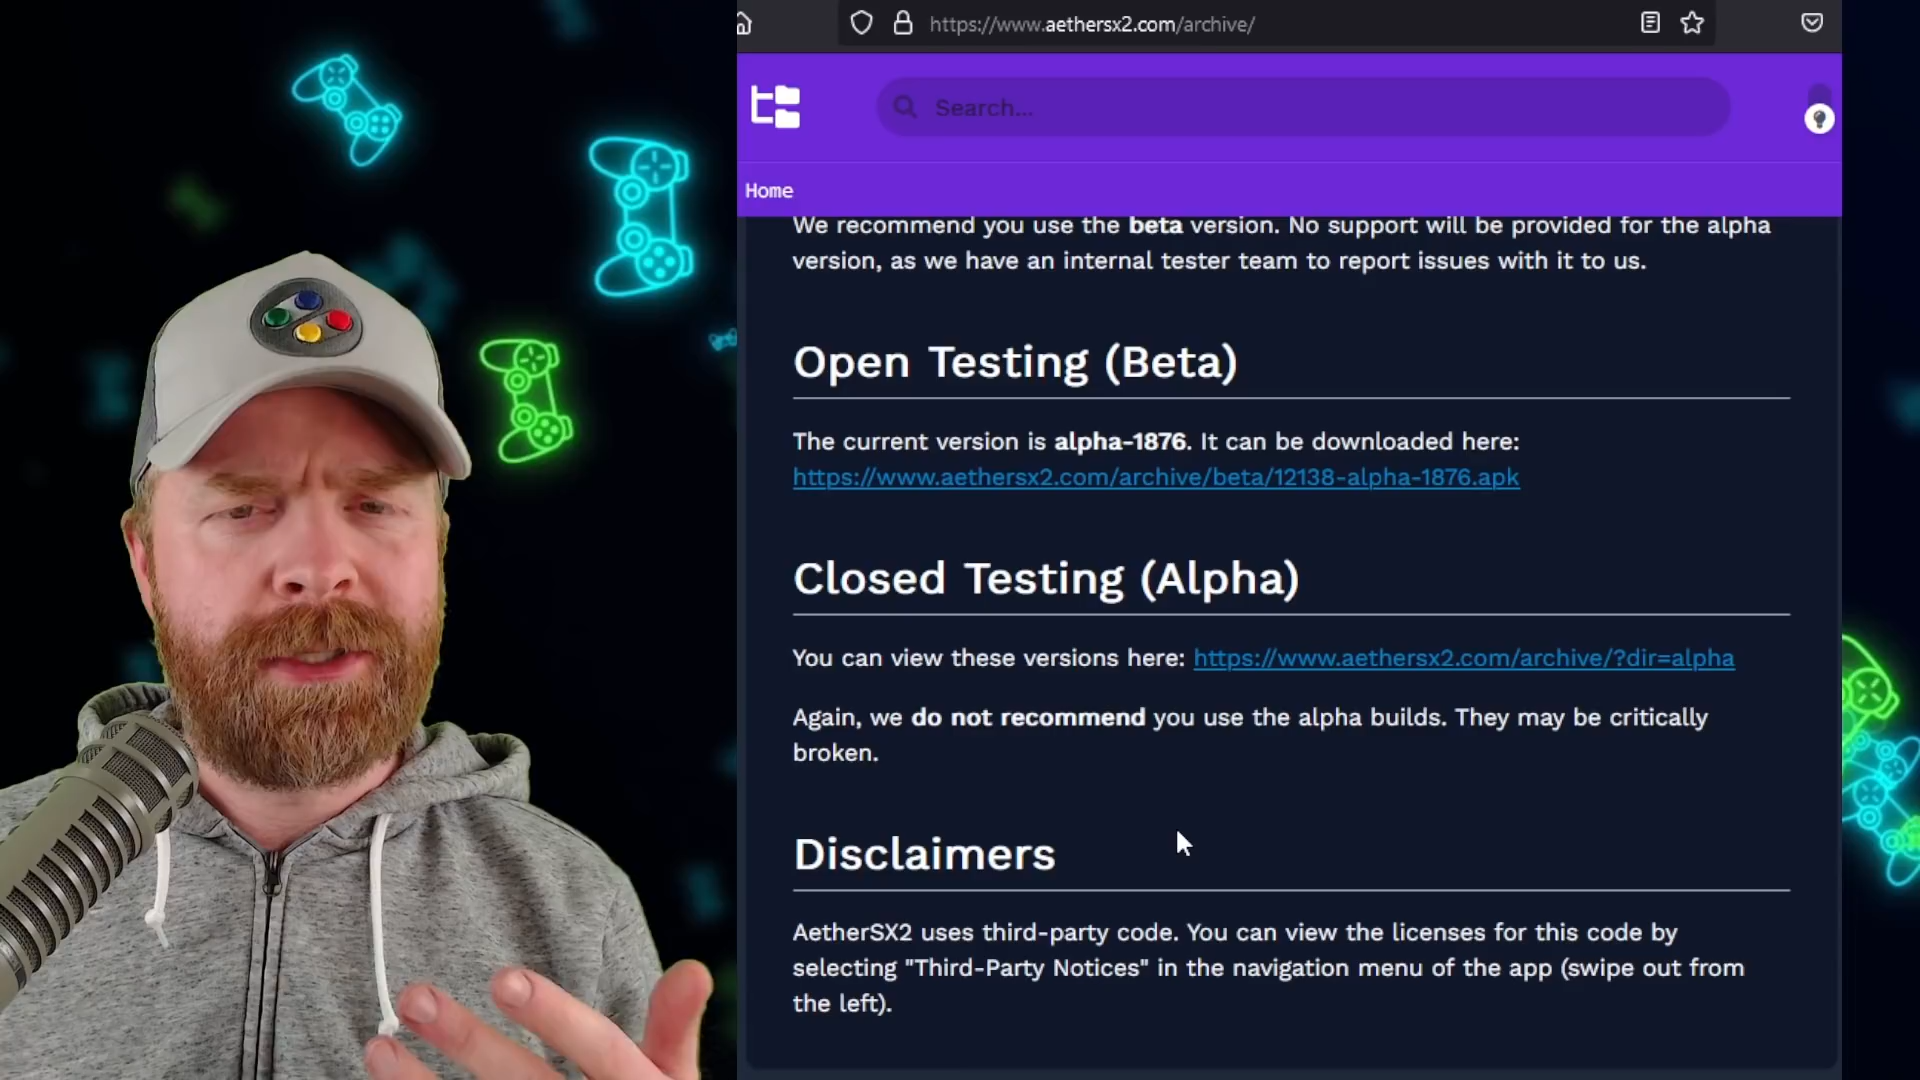 https://www.aethersx2.com/archive/
Search...
Home
We recommend you use the beta version. No support will be provided for the alpha
version, as we have an internal tester team to report issues with it to us.
Open Testing (Beta)
The current version is alpha-1876. It can be downloaded here:
https://www.aethersx2.com/archive/beta/12138-alpha-1876.apk
Closed Testing (Alpha)
You can view these versions here: https://www.aethersx2.com/archive/?dir=alpha
Again, we do not recommend you use the alpha builds. They may be critically
broken.
Disclaimers
AetherSX2 uses third-party code. You can view the licenses for this code by
selecting "Third-Party Notices" in the navigation menu of the app (swipe out from
the left).